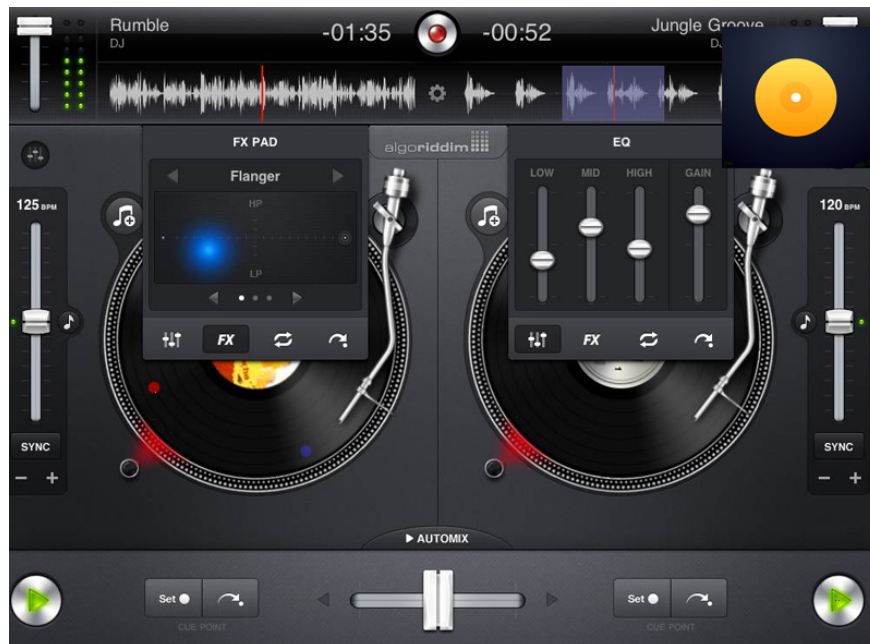 Rumble
DJ
-01:35
-00:52
Jungle Groove
FX PAD
algoriddim
EQ
Flanger
HP
LP
LOW MID HIGH GAIN
125 BPM
120 BPM
FX
FX
SYNC
SYNC
AUTOMIX
Set
Set
CUE POINT
CUE POINT